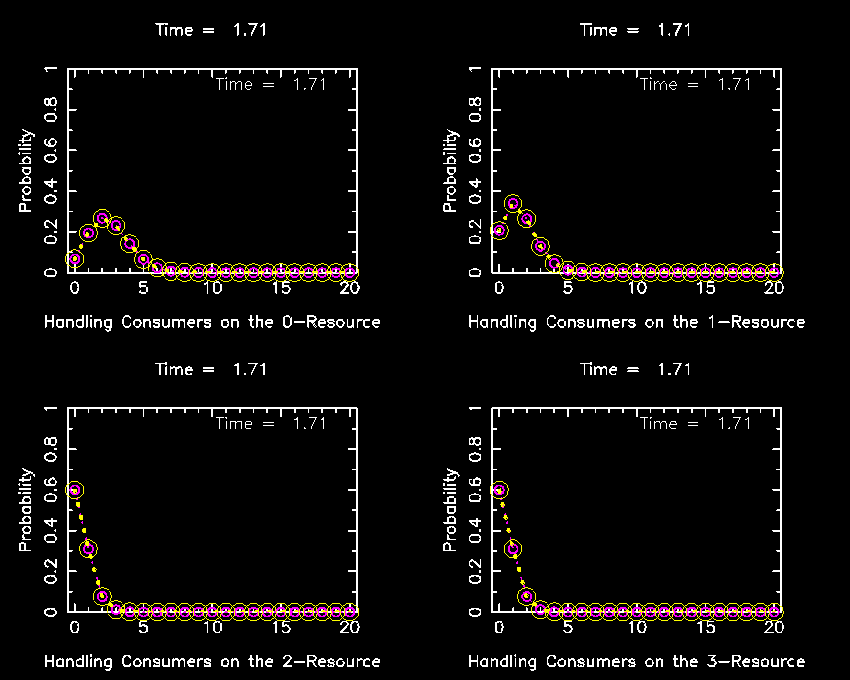 Time = 1.71
Time = 1.71
1
0.8
0.6
0.4
0.2
0
Probability
0 5 10 15 20
Handling Consumers on the 0-Resource
Time = 1.71
Time = 1.71
1
0.8
0.6
0.4
0.2
0
Probability
0 5 10 15 20
Handling Consumers on the 1-Resource
Time = 1.71
Time = 1.71
1
0.8
0.6
0.4
0.2
0
Probability
0 5 10 15 20
Handling Consumers on the 2-Resource
Time = 1.71
Time = 1.71
1
0.8
0.6
0.4
0.2
0
Probability
0 5 10 15 20
Handling Consumers on the 3-Resource